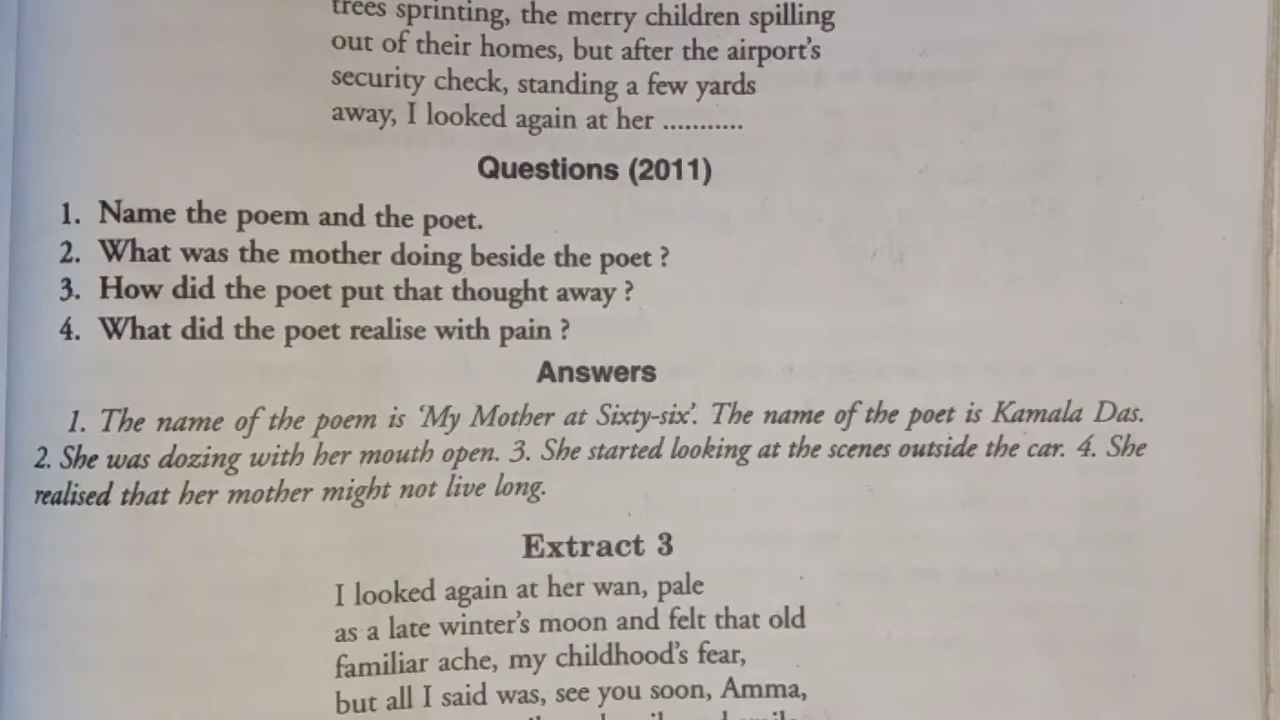 trees sprinting, the merry children spilling
out of their homes, but after the airport's
security check, standing a few yards
away, I looked again at her ...........
Questions (2011)
1. Name the poem and the poet.
2. What was the mother doing beside the poet ?
3. How did the poet put that thought away ?
4. What did the poet realise with pain ?
Answers
1. The name of the poem is 'My Mother at Sixty-six'. The name of the poet is Kamala Das.
2. She was dozing with her mouth open. 3. She started looking at the scenes outside the car. 4. She
realised that her mother might not live long.
Extract 3
I looked again at her wan, pale
as a late winter's moon and felt that old
familiar ache, my childhood's fear,
but all I said was, see you soon, Amma,